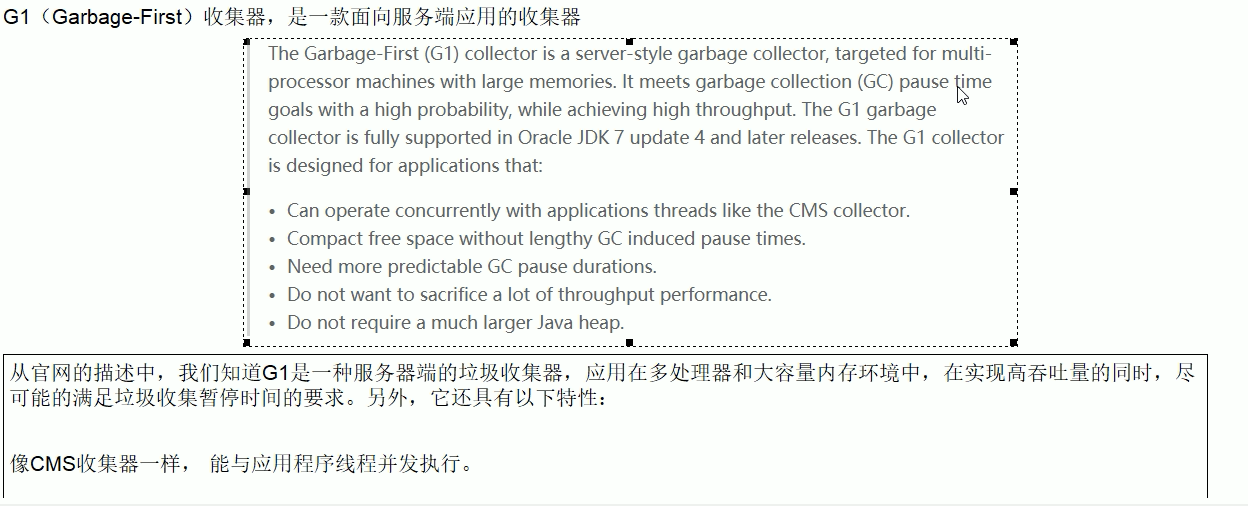 G1（Garbage-First）收集器，是一款面向服务端应用的收集器
The Garbage-First (G1) collector is a server-style garbage collector, targeted for multi-
processor machines with large memories. It meets garbage collection (GC) pause time
goals with a high probability, while achieving high throughput. The G1 garbage
collector is fully supported in Oracle JDK 7 update 4 and later releases. The G1 collector
is designed for applications that:
• Can operate concurrently with applications threads like the CMS collector.
• Compact free space without lengthy GC induced pause times.
• Need more predictable GC pause durations.
• Do not want to sacrifice a lot of throughput performance.
• Do not require a much larger Java heap.
从官网的描述中，我们知道G1是一种服务器端的垃圾收集器，应用在多处理器和大容量内存环境中，在实现高吞吐量的同时，尽
可能的满足垃圾收集暂停时间的要求。另外，它还具有以下特性：
像CMS收集器一样， 能与应用程序线程并发执行。